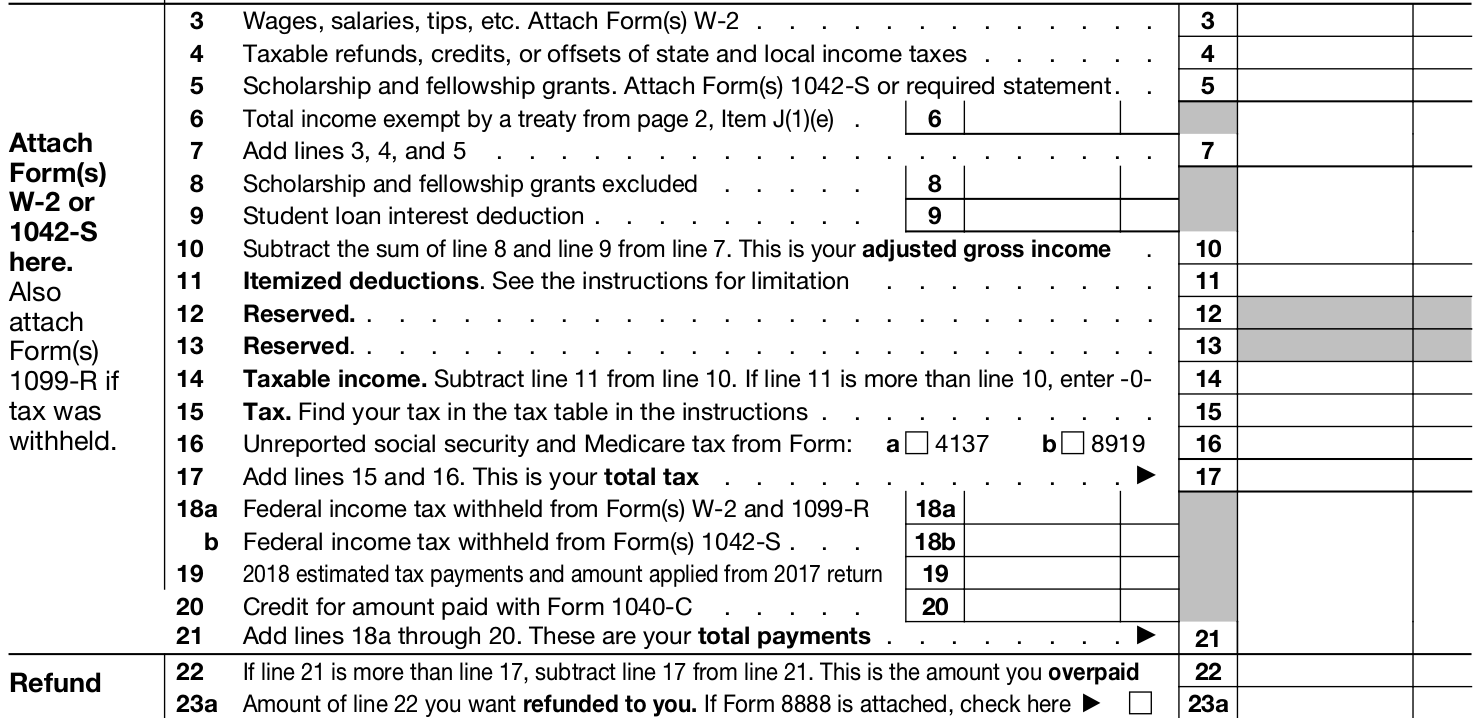 3 Wages, salaries, tips, etc. Attach Form(s) W-2 . . . . . . . . . . . . . 3
4 Taxable refunds, credits, or offsets of state and local income taxes . . . . . . 4
5 Scholarship and fellowship grants. Attach Form(s) 1042-S or required statement. . 5
6 Total income exempt by a treaty from page 2, Item J(1)(e) . 6
7 Add lines 3, 4, and 5 . . . . . . . . . . . . . . . . . . . . . 7
8 Scholarship and fellowship grants excluded . . . . . 8
9 Student loan interest deduction . . . . . . . . . 9
10 Subtract the sum of line 8 and line 9 from line 7. This is your adjusted gross income . 10
11 Itemized deductions. See the instructions for limitation . . . . . . . . . 11
12 Reserved. . . . . . . . . . . . . . . . . . . . . . . . . . 12
13 Reserved. . . . . . . . . . . . . . . . . . . . . . . . . . 13
14 Taxable income. Subtract line 11 from line 10. If line 11 is more than line 10, enter -0- 14
15 Tax. Find your tax in the tax table in the instructions . . . . . . . . . . . 15
16 Unreported social security and Medicare tax from Form: a □ 4137 b □ 8919 16
17 Add lines 15 and 16. This is your total tax . . . . . . . . . . . . . ▶ 17
18a Federal income tax withheld from Form(s) W-2 and 1099-R 18a
b Federal income tax withheld from Form(s) 1042-S . . . 18b
19 2018 estimated tax payments and amount applied from 2017 return 19
20 Credit for amount paid with Form 1040-C . . . . . 20
21 Add lines 18a through 20. These are your total payments . . . . . . . . ▶ 21
Attach
Form(s)
W-2 or
1042-S
here.
Also
attach
Form(s)
1099-R if
tax was
withheld.
Refund
22 If line 21 is more than line 17, subtract line 17 from line 21. This is the amount you overpaid 22
23a Amount of line 22 you want refunded to you. If Form 8888 is attached, check here ▶ □ 23a